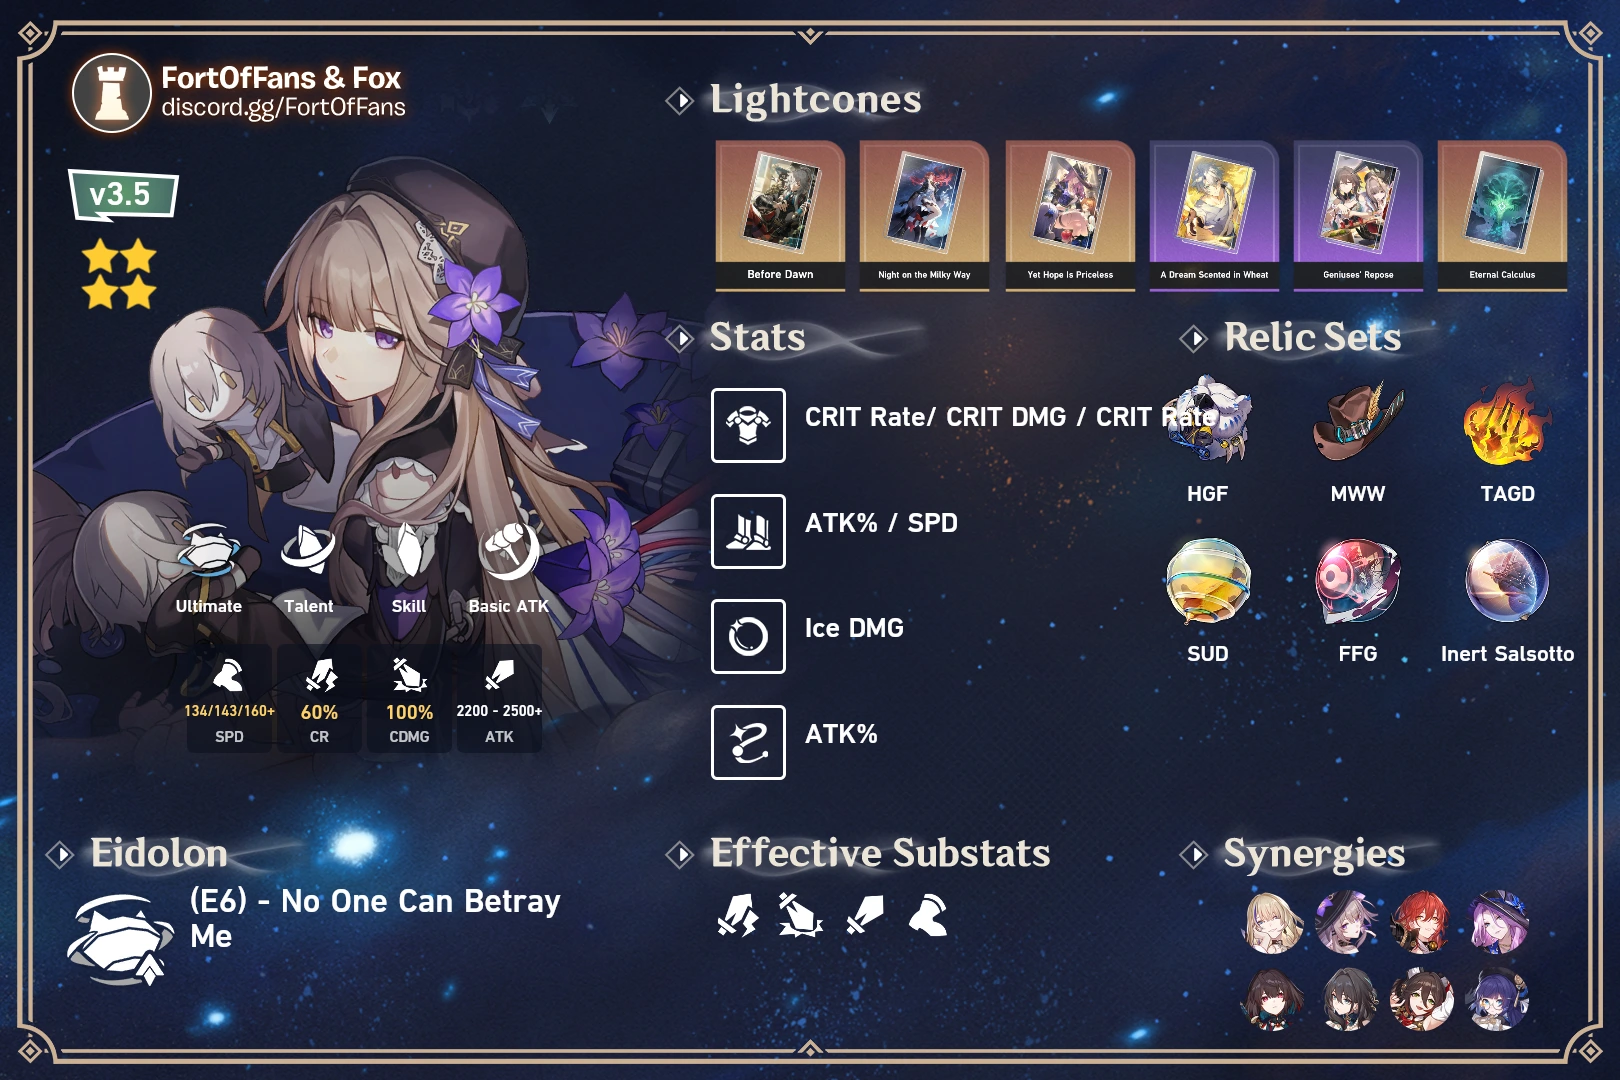 FortOfFans & Fox
discord.gg/FortOfFans
v3.5
Lightcones
Before Dawn
Night on the Milky Way
Yet Hope Is Priceless
A Dream Scented in Wheat
Geniuses' Repose
Eternal Calculus
Stats
CRIT Rate/ CRIT DMG / CRIT Rate
ATK% / SPD
Ice DMG
ATK%
Relic Sets
HGF
MWW
TAGD
SUD
FFG
Inert Salsotto
Ultimate
Talent
Skill
Basic ATK
134/143/160+
SPD
60%
CR
100%
CDMG
2200 - 2500+
ATK
Eidolon
(E6) - No One Can Betray
Me
Effective Substats
Synergies